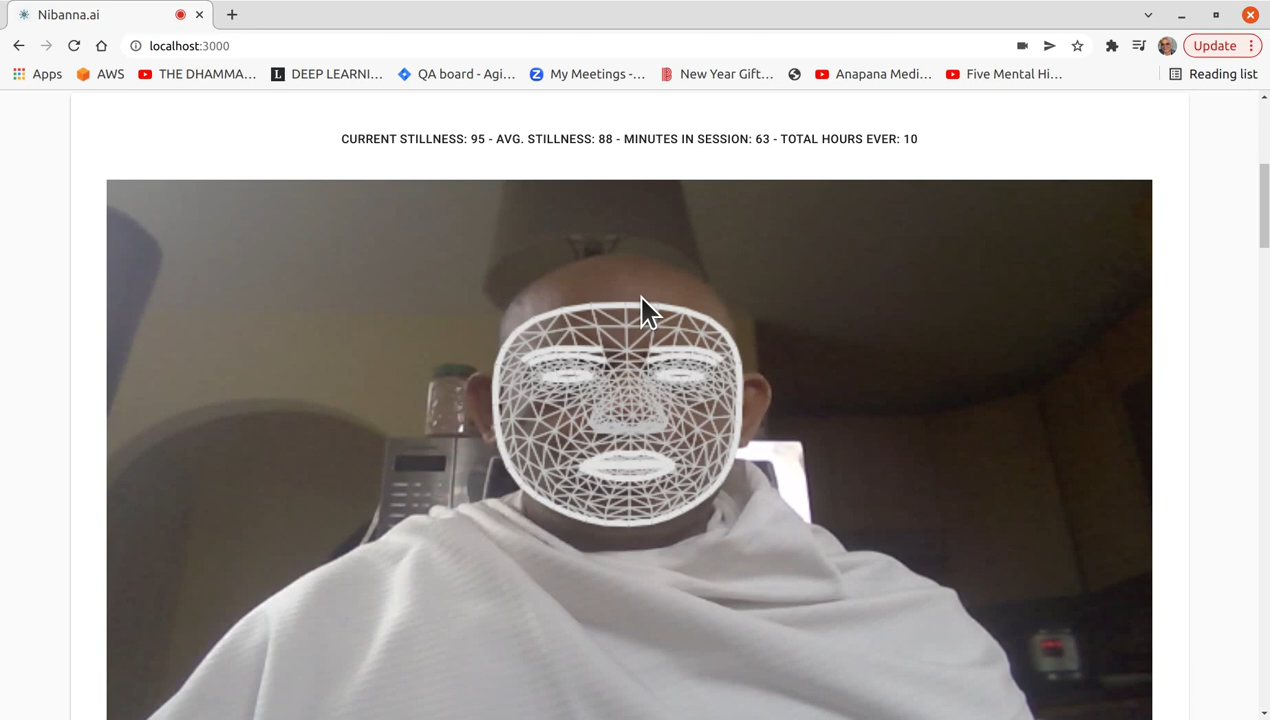 Nibanna.ai
localhost:3000
Update
Apps AWS THE DHAMMA... DEEP LEARNI... QA board - Agi... My Meetings -... New Year Gift... Anapana Medi... Five Mental Hi... Reading list
CURRENT STILLNESS: 95 - AVG. STILLNESS: 88 - MINUTES IN SESSION: 63 - TOTAL HOURS EVER: 10